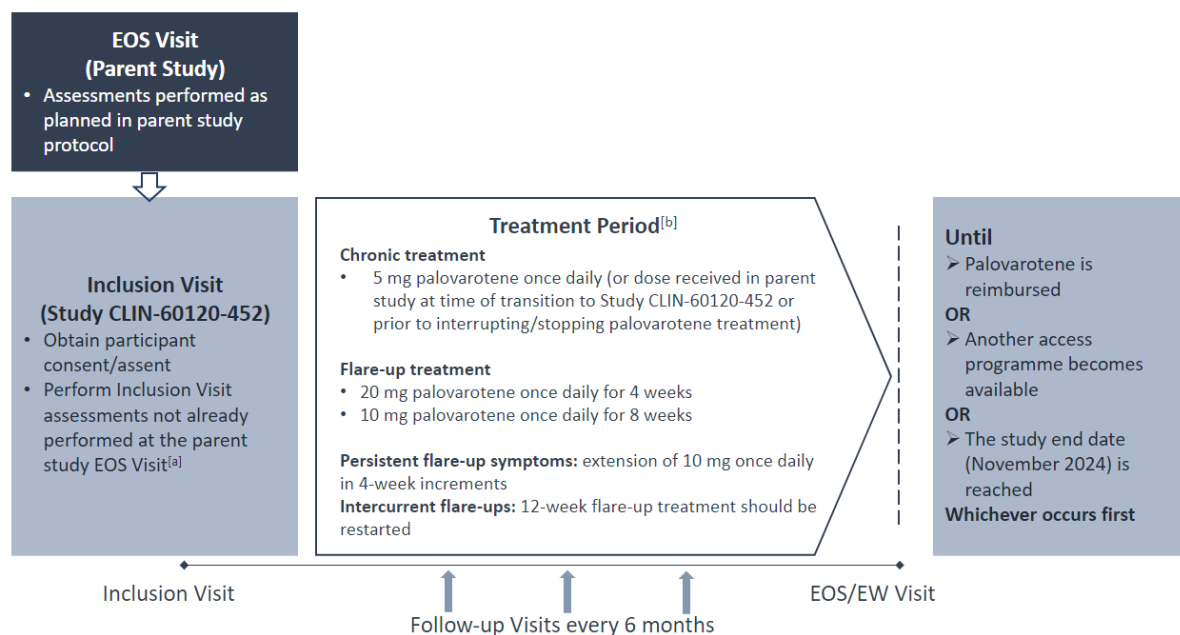 EOS Visit
(Parent Study)
• Assessments performed as
planned in parent study
protocol
Inclusion Visit
(Study CLIN-60120-452)
• Obtain participant
consent/assent
• Perform Inclusion Visit
assessments not already
performed at the parent
study EOS Visit[a]
Treatment Period[b]
Chronic treatment
• 5 mg palovarotene once daily (or dose received in parent
study at time of transition to Study CLIN-60120-452 or
prior to interrupting/stopping palovarotene treatment)
Flare-up treatment
• 20 mg palovarotene once daily for 4 weeks
• 10 mg palovarotene once daily for 8 weeks
Persistent flare-up symptoms: extension of 10 mg once daily
in 4-week increments
Intercurrent flare-ups: 12-week flare-up treatment should be
restarted
Until
➢ Palovarotene is
reimbursed
OR
➢ Another access
programme becomes
available
OR
➢ The study end date
(November 2024) is
reached
Whichever occurs first
Inclusion Visit
EOS/EW Visit
Follow-up Visits every 6 months